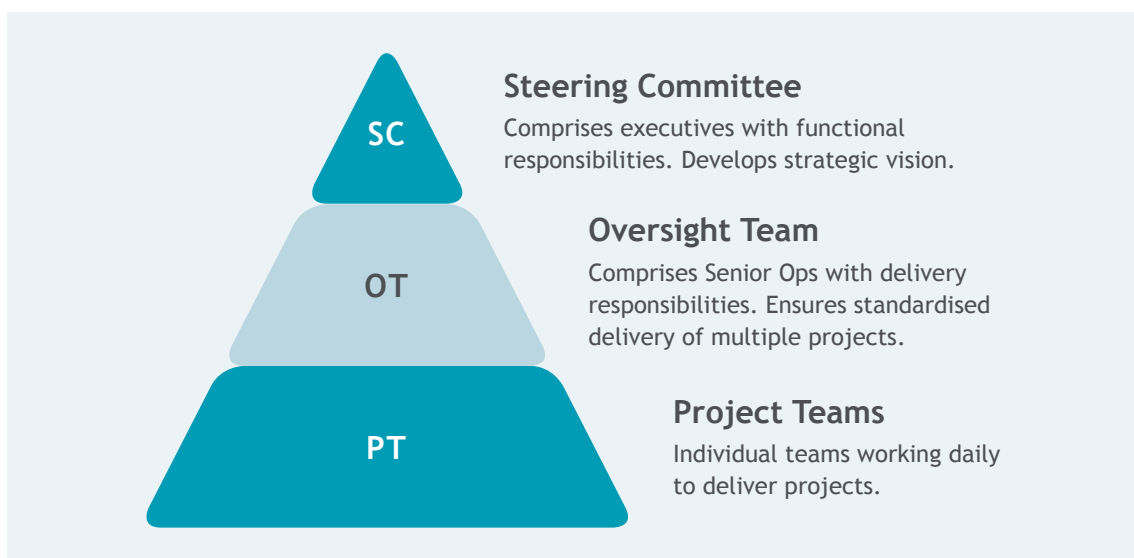 SC
Steering Committee
Comprises executives with functional
responsibilities. Develops strategic vision.
OT
Oversight Team
Comprises Senior Ops with delivery
responsibilities. Ensures standardised
delivery of multiple projects.
PT
Project Teams
Individual teams working daily
to deliver projects.